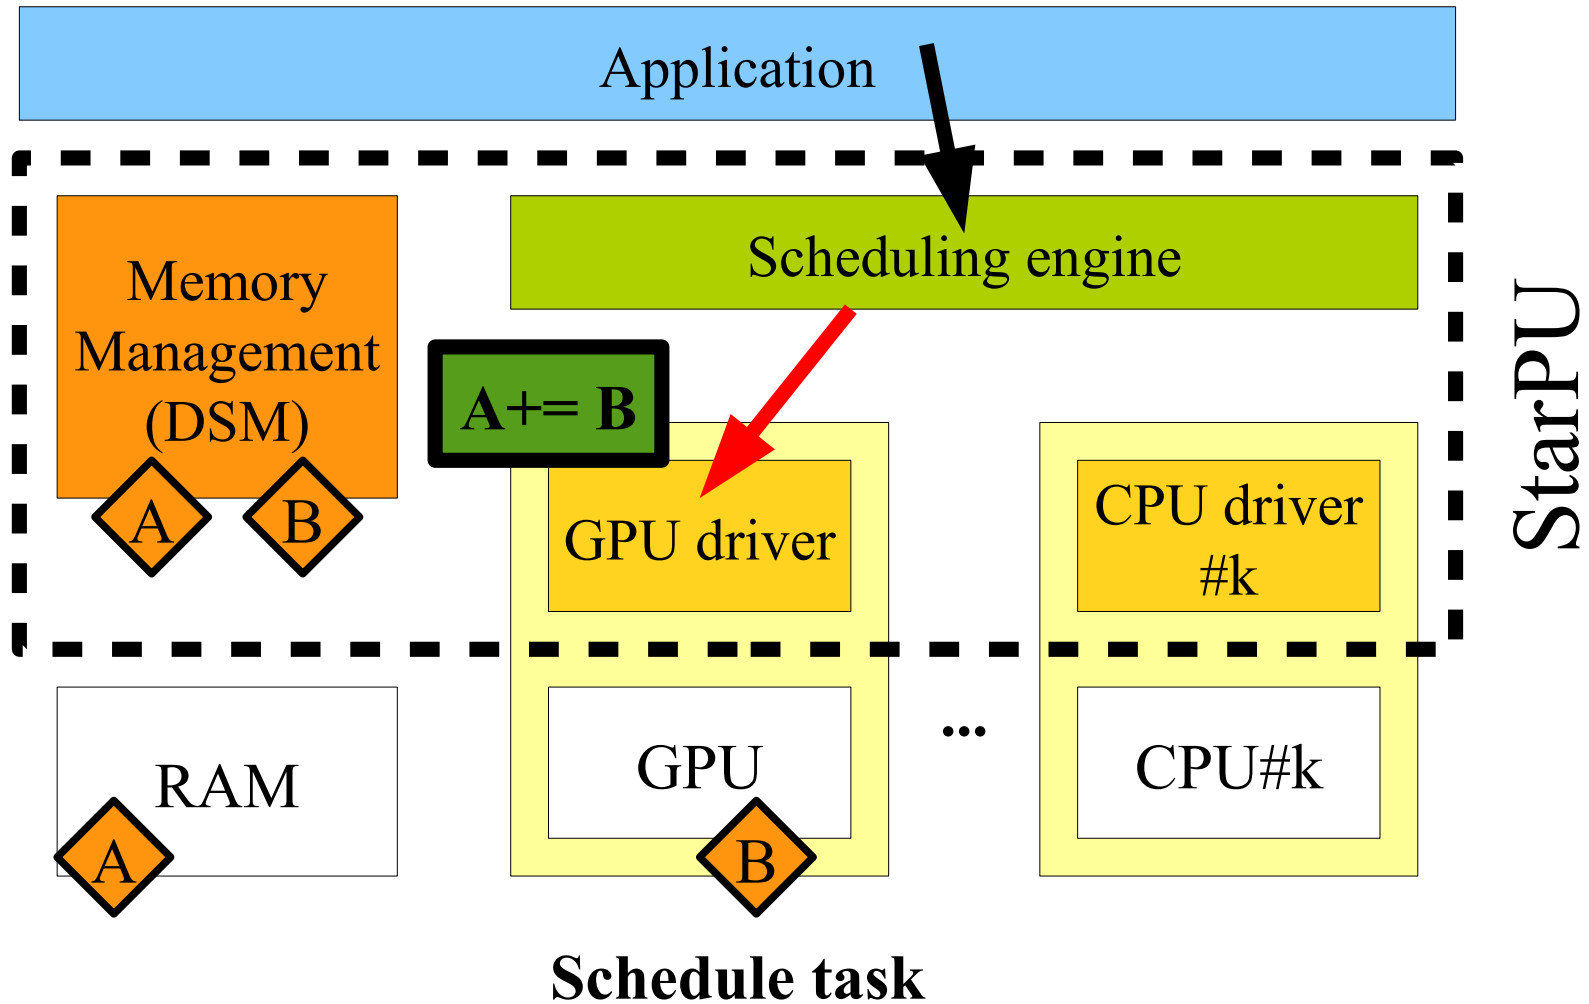 Application
Scheduling engine
Memory
Management
(DSM)
A+= B
A
B
GPU driver
CPU driver
#k
StarPU
RAM
GPU
...
CPU#k
A
B
Schedule task